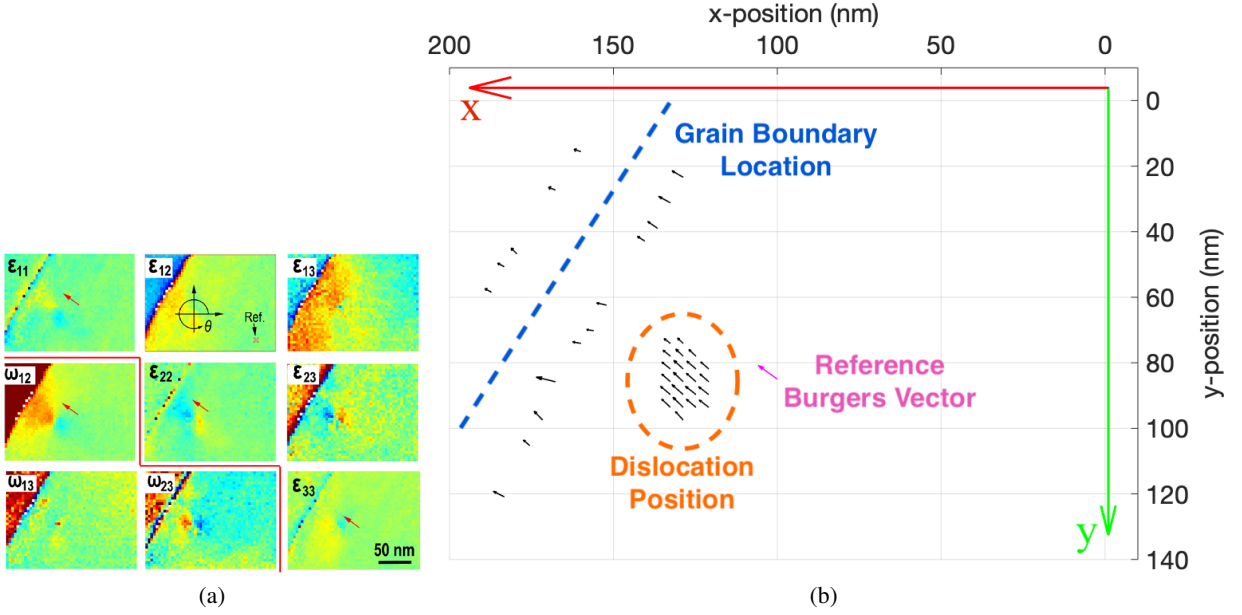 x-position (nm)
200 150 100 50 0
x
0
20
40
60
80
100
120
140
y-position (nm)
y
Grain Boundary
Location
Reference
Burgers Vector
Dislocation
Position
ε11
ε12
ε13
θ
Ref.
ω12
ε22
ε23
ω13
ω23
ε33
50 nm
(a)
(b)